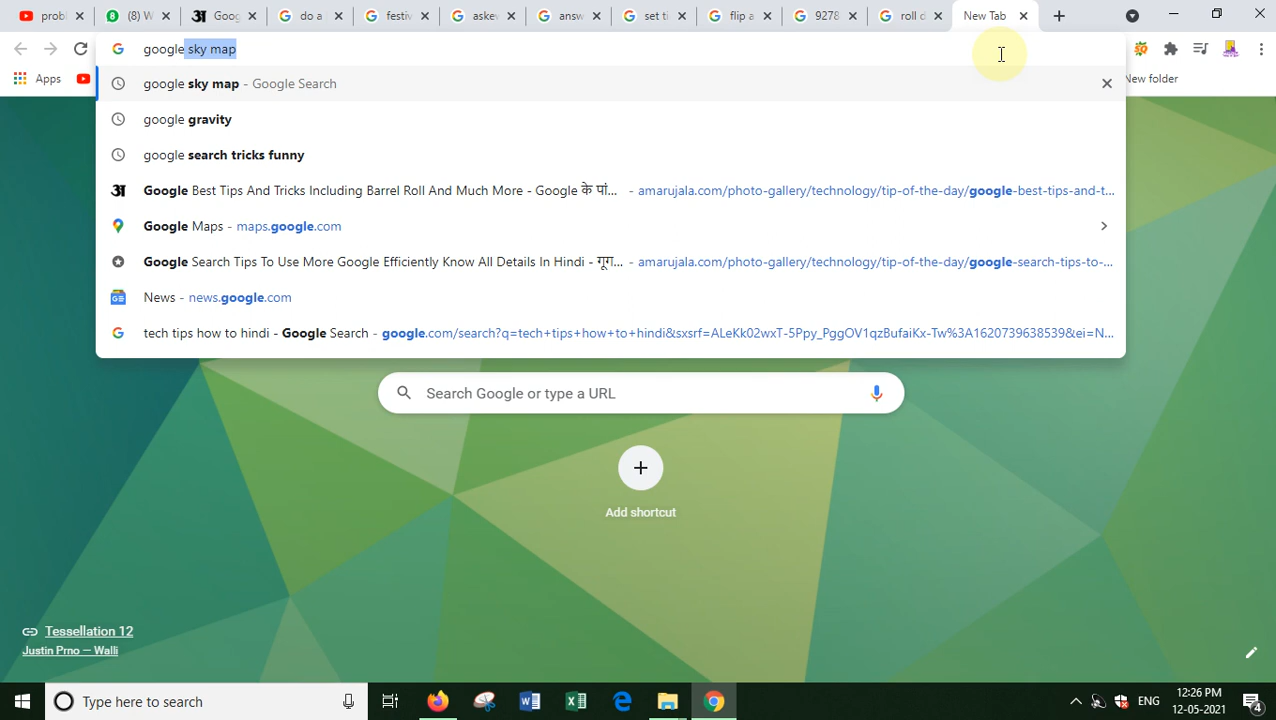 probl (8) W Goog do a festiv aske answ set ti flip a 9278 roll d New Tab
google sky map
Apps New folder
google sky map - Google Search
google gravity
google search tricks funny
Google Best Tips And Tricks Including Barrel Roll And Much More - Google के पां... - amarujala.com/photo-gallery/technology/tip-of-the-day/google-best-tips-and-t...
Google Maps - maps.google.com
Google Search Tips To Use More Google Efficiently Know All Details In Hindi - गूग... - amarujala.com/photo-gallery/technology/tip-of-the-day/google-search-tips-to-...
News - news.google.com
tech tips how to hindi - Google Search - google.com/search?q=tech+tips+how+to+hindi&sxsrf=ALeKk02wxT-5Ppy_PggOV1qzBufaiKx-Tw%3A1620739638539&ei=N...
Search Google or type a URL
Add shortcut
Tessellation 12
Justin Prno — Walli
Type here to search ENG 12:26 PM
12-05-2021 4